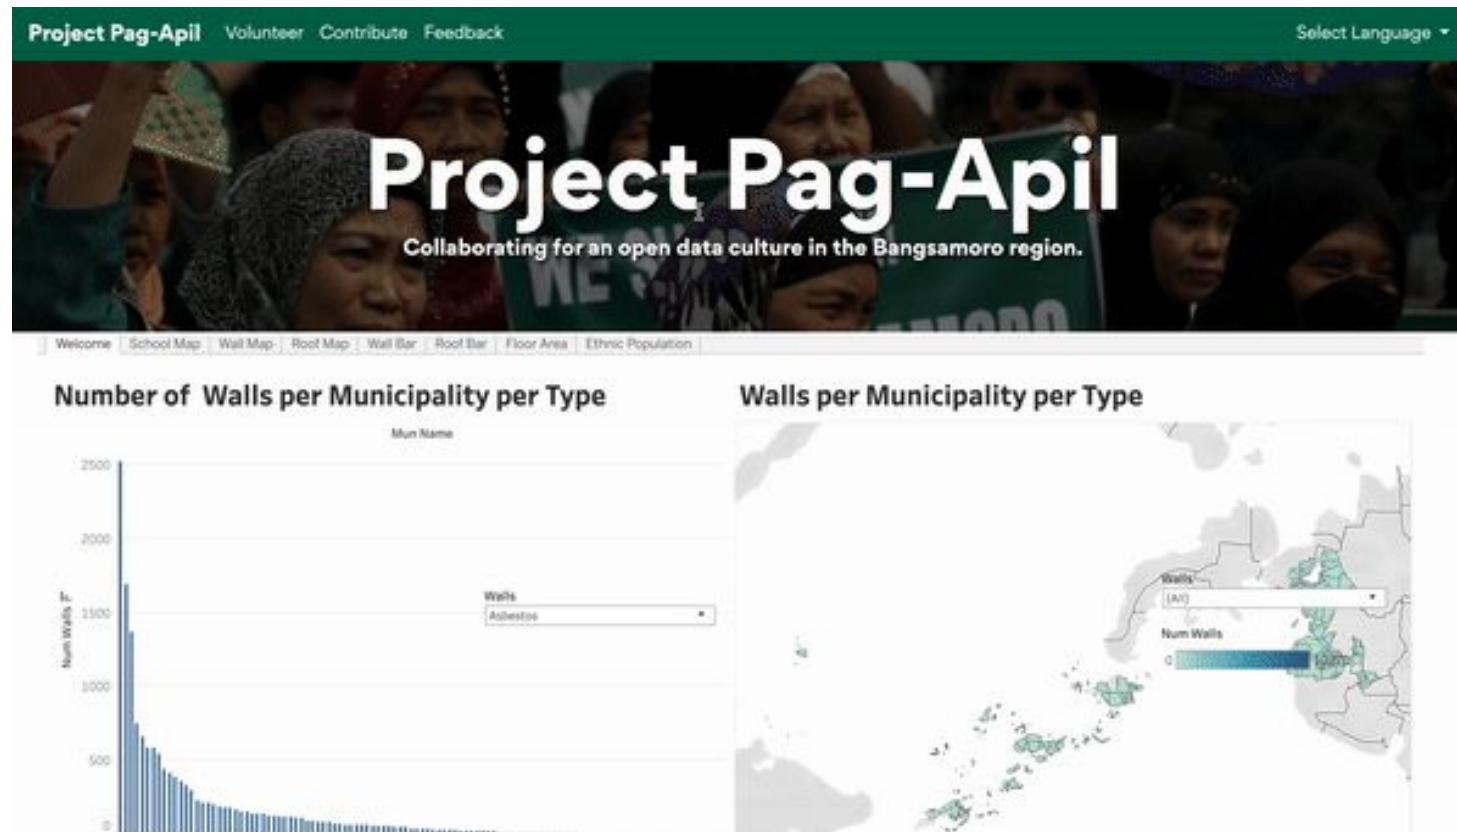 Project Pag-Apil Volunteer Contribute Feedback Select Language
Project Pag-Apil
Collaborating for an open data culture in the Bangsamoro region.
WE
Welcome School Map Wall Map Roof Map Wall Bar Roof Bar Floor Area Ethnic Population
Number of Walls per Municipality per Type
Mun Name
2500
2000
1500
1000
500
0
Num Walls
Walls
Asbestos
Walls per Municipality per Type
Walls
(All)
Num Walls
0